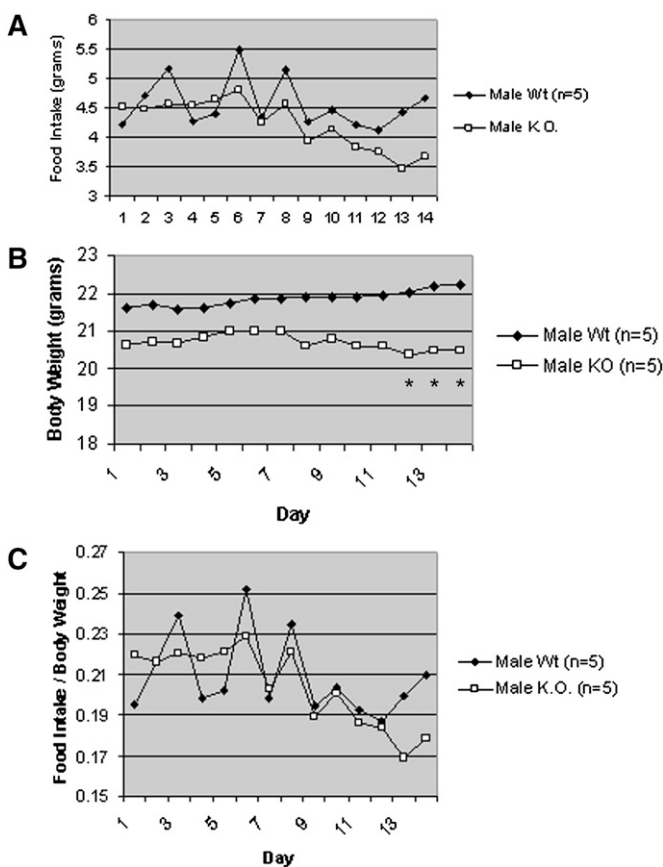 A
Food Intake (grams)
6
5.5
5
4.5
4
3.5
3
1 2 3 4 5 6 7 8 9 10 11 12 13 14
Male Wt (n=5)
Male K.O.
B
Body Weight (grams)
23
22
21
20
19
18
* * *
1 3 5 7 9 11 13
Day
Male Wt (n=5)
Male KO (n=5)
C
Food Intake / Body Weight
0.27
0.25
0.23
0.21
0.19
0.17
0.15
1 3 5 7 9 11 13
Day
Male Wt (n=5)
Male K.O. (n=5)